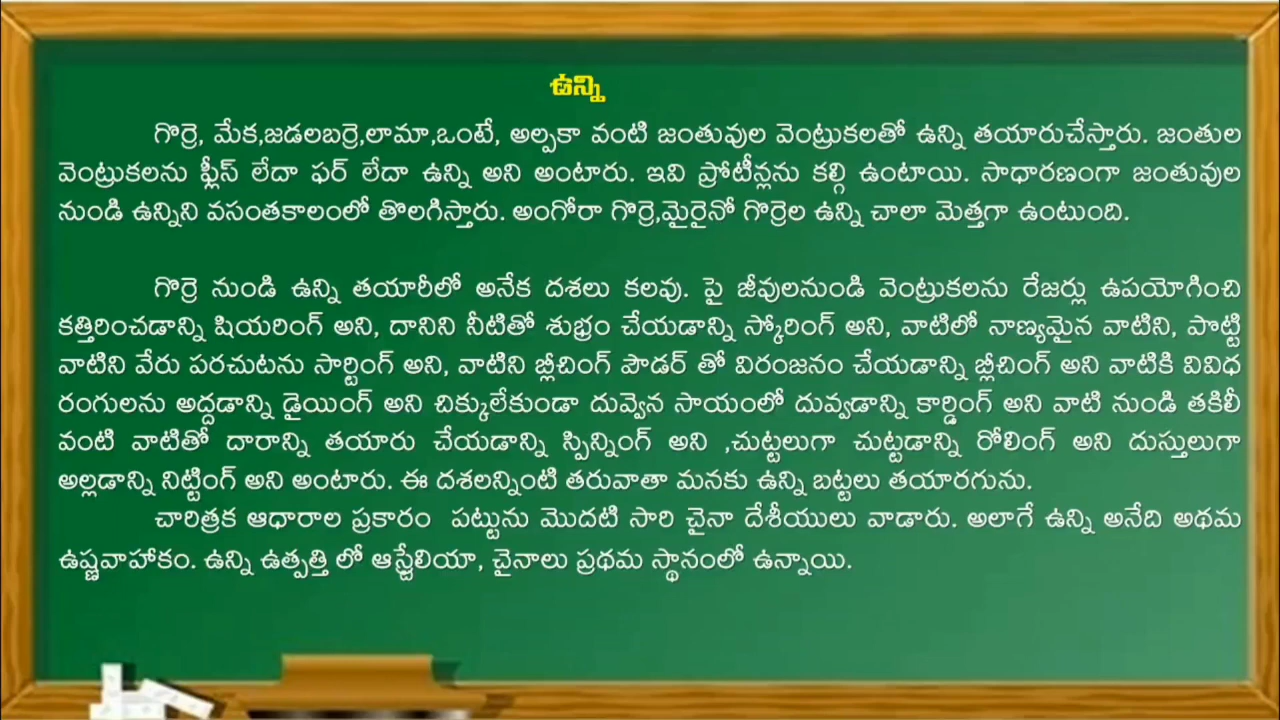 ఉన్ని
గొర్రె, మేక,జడలబర్రె,లామా,ఒంటే, అల్పకా వంటి జంతువుల వెంట్రుకలతో ఉన్ని తయారుచేస్తారు. జంతుల
వెంట్రుకలను ఫ్లీస్ లేదా ఫర్ లేదా ఉన్ని అని అంటారు. ఇవి ప్రోటీన్లను కల్గి ఉంటాయి. సాధారణంగా జంతువుల
నుండి ఉన్నిని వసంతకాలంలో తొలగిస్తారు. అంగోరా గొర్రె,మైరైనో గొర్రెల ఉన్ని చాలా మెత్తగా ఉంటుంది.
గొర్రె నుండి ఉన్ని తయారీలో అనేక దశలు కలవు. పై జీవులనుండి వెంట్రుకలను రేజర్లు ఉపయోగించి
కత్తిరించడాన్ని షియరింగ్ అని, దానిని నీటితో శుభ్రం చేయడాన్ని స్కోరింగ్ అని, వాటిలో నాణ్యమైన వాటిని, పొట్టి
వాటిని వేరు పరచుటను సార్టింగ్ అని, వాటిని బ్లీచింగ్ పౌడర్ తో విరంజనం చేయడాన్ని బ్లీచింగ్ అని వాటికి వివిధ
రంగులను అద్దడాన్ని డైయింగ్ అని చిక్కులేకుండా దువ్వెన సాయంలో దువ్వడాన్ని కార్డింగ్ అని వాటి నుండి తకిలీ
వంటి వాటితో దారాన్ని తయారు చేయడాన్ని స్పిన్నింగ్ అని ,చుట్టలుగా చుట్టడాన్ని రోలింగ్ అని దుస్తులుగా
అల్లడాన్ని నిట్టింగ్ అని అంటారు. ఈ దశలన్నింటి తరువాతా మనకు ఉన్ని బట్టలు తయారగును.
చారిత్రక ఆధారాల ప్రకారం పట్టును మొదటి సారి చైనా దేశీయులు వాడారు. అలాగే ఉన్ని అనేది అథమ
ఉష్ణవాహాకం. ఉన్ని ఉత్పత్తి లో ఆస్ట్రేలియా, చైనాలు ప్రథమ స్థానంలో ఉన్నాయి.